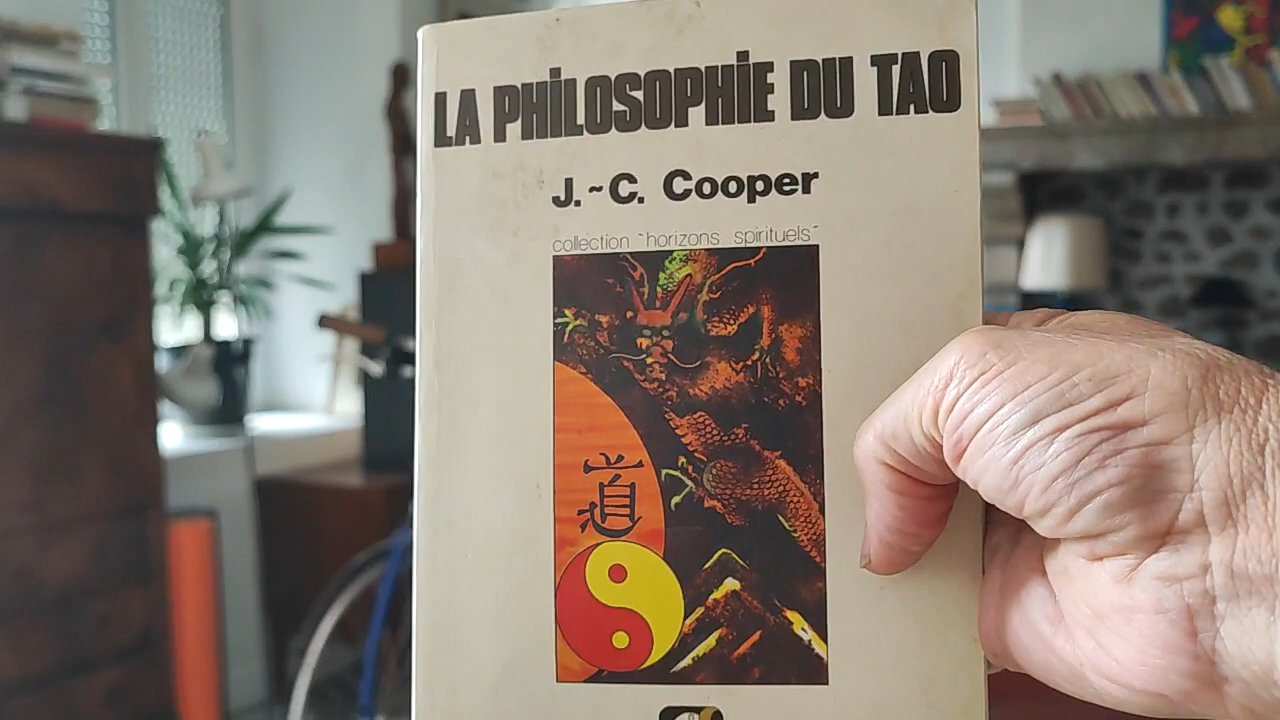 LA PHILOSOPHIE DU TAO
J.~C. Cooper
collection "horizons spirituels"
道